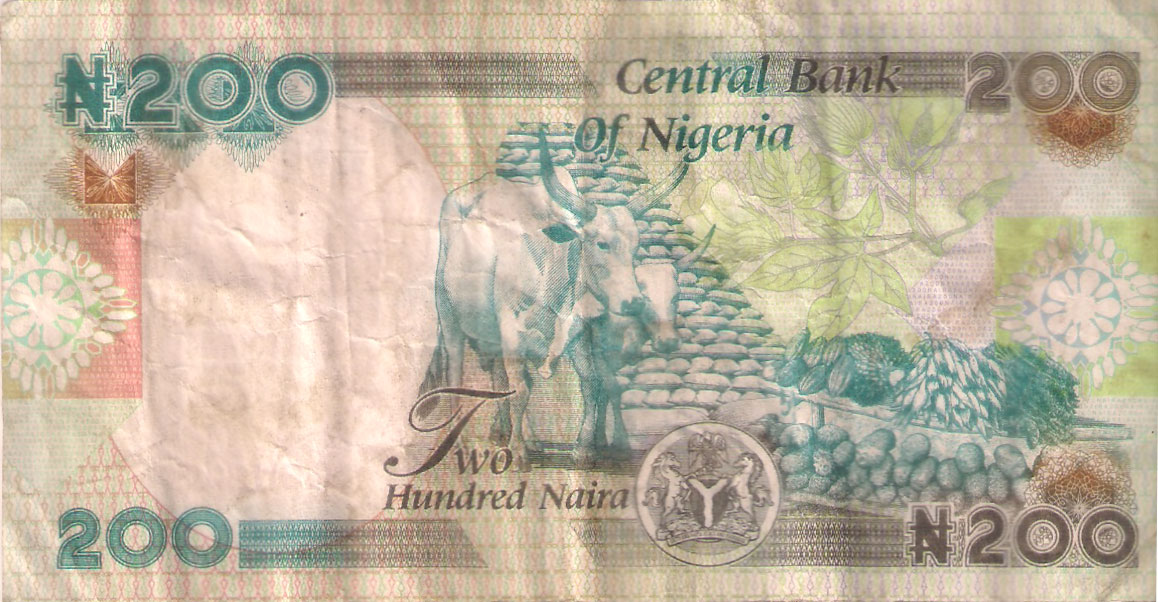 ₦200
Central Bank
Of Nigeria
200
Two
Hundred Naira
200
₦200